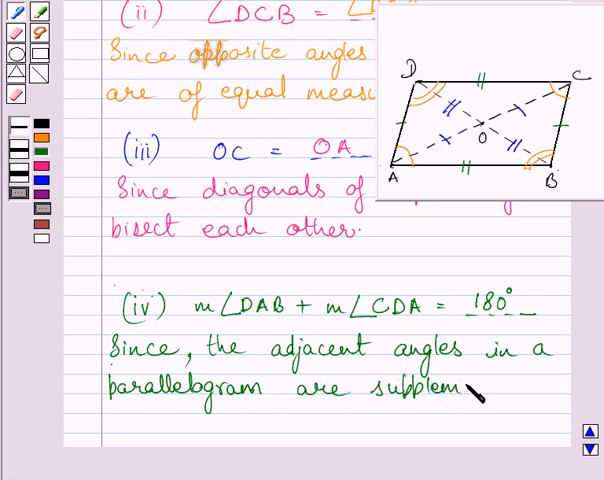 (ii) ∠DCB =
Since opposite angles
are of equal meas
(iii) OC = OA
Since diagonals of
bisect each other.
(iv) m∠DAB + m∠CDA = 180°
Since, the adjacent angles in a
parallelogram are supplem
D C
O
A B